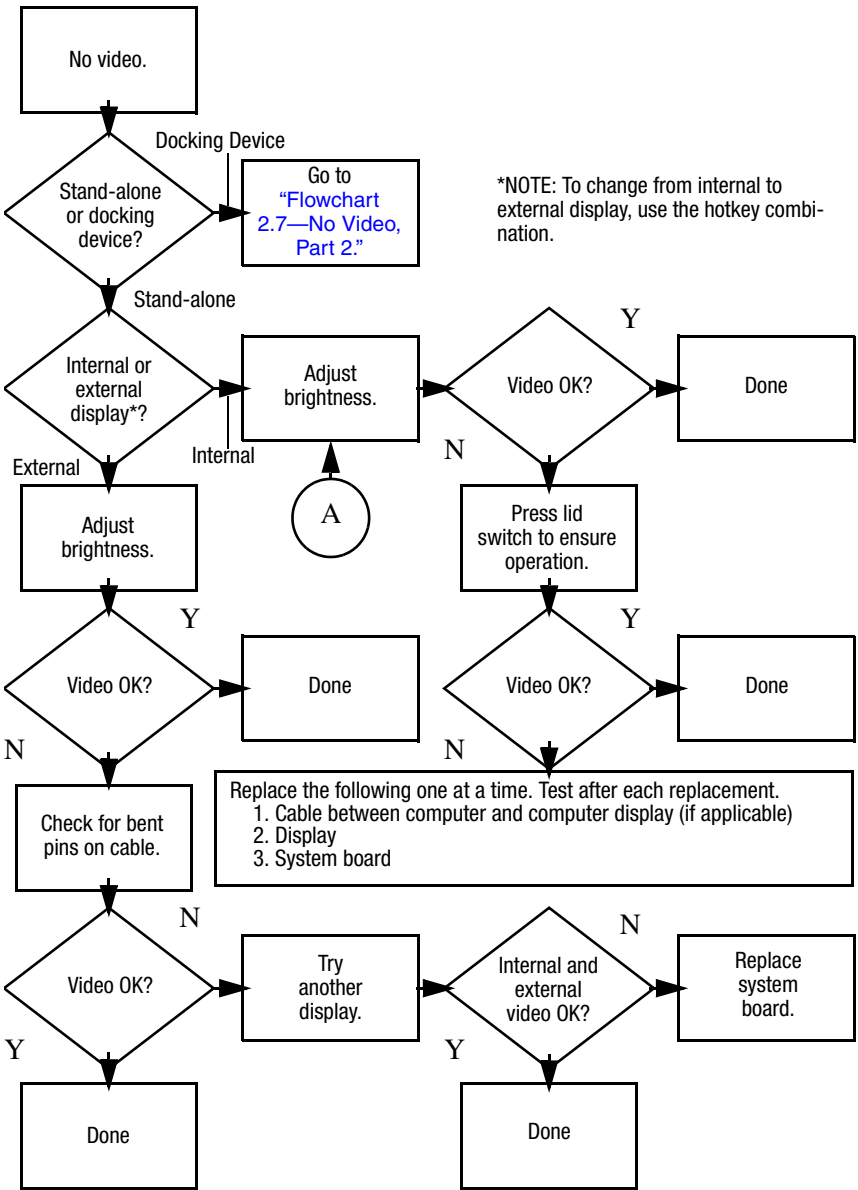 No video.
Docking Device
Stand-alone
or docking
device?
Go to
“Flowchart
2.7—No Video,
Part 2.”
*NOTE: To change from internal to
external display, use the hotkey combi-
nation.
Stand-alone
Internal or
external
display*?
Adjust
brightness.
Video OK?
Y
Done
External
Internal
N
A
Adjust
brightness.
Press lid
switch to ensure
operation.
Y
Y
Video OK?
Done
Video OK?
Done
N
N
Check for bent
pins on cable.
Replace the following one at a time. Test after each replacement.
1. Cable between computer and computer display (if applicable)
2. Display
3. System board
N
N
Video OK?
Try
another
display.
Internal and
external
video OK?
Replace
system
board.
Y
Y
Done
Done